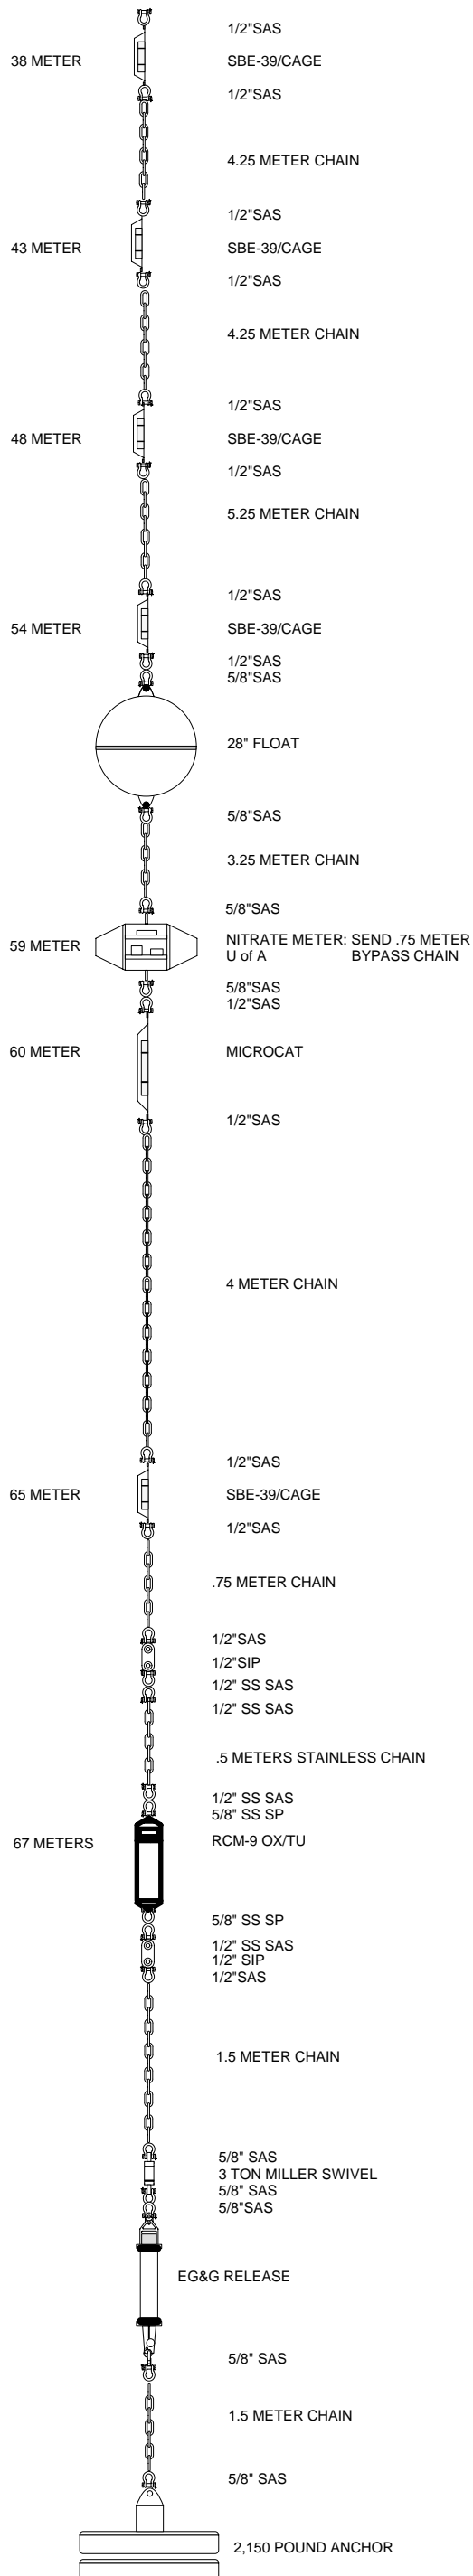 1/2"SAS
38 METER SBE-39/CAGE
1/2"SAS
4.25 METER CHAIN
1/2"SAS
43 METER SBE-39/CAGE
1/2"SAS
4.25 METER CHAIN
1/2"SAS
48 METER SBE-39/CAGE
1/2"SAS
5.25 METER CHAIN
1/2"SAS
54 METER SBE-39/CAGE
1/2"SAS
5/8"SAS
28" FLOAT
5/8"SAS
3.25 METER CHAIN
5/8"SAS
59 METER NITRATE METER: SEND .75 METER
U of A BYPASS CHAIN
5/8"SAS
1/2"SAS
60 METER MICROCAT
1/2"SAS
4 METER CHAIN
1/2"SAS
65 METER SBE-39/CAGE
1/2"SAS
.75 METER CHAIN
1/2"SAS
1/2"SIP
1/2" SS SAS
1/2" SS SAS
.5 METERS STAINLESS CHAIN
1/2" SS SAS
5/8" SS SP
67 METERS RCM-9 OX/TU
5/8" SS SP
1/2" SS SAS
1/2" SIP
1/2"SAS
1.5 METER CHAIN
5/8" SAS
3 TON MILLER SWIVEL
5/8" SAS
5/8"SAS
EG&G RELEASE
5/8" SAS
1.5 METER CHAIN
5/8" SAS
2,150 POUND ANCHOR